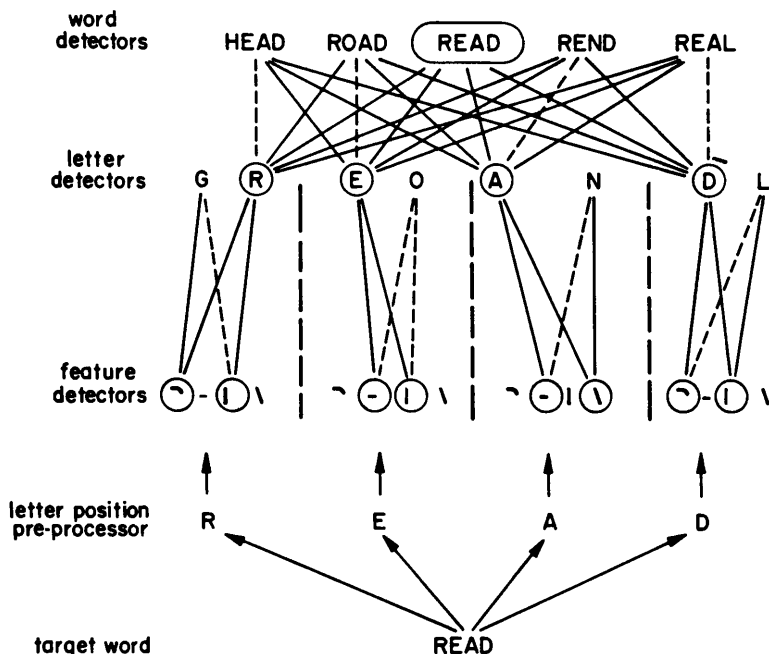 word detectors HEAD ROAD READ REND REAL
letter detectors G R E O A N D L
feature detectors
letter position pre-processor R E A D
target word READ